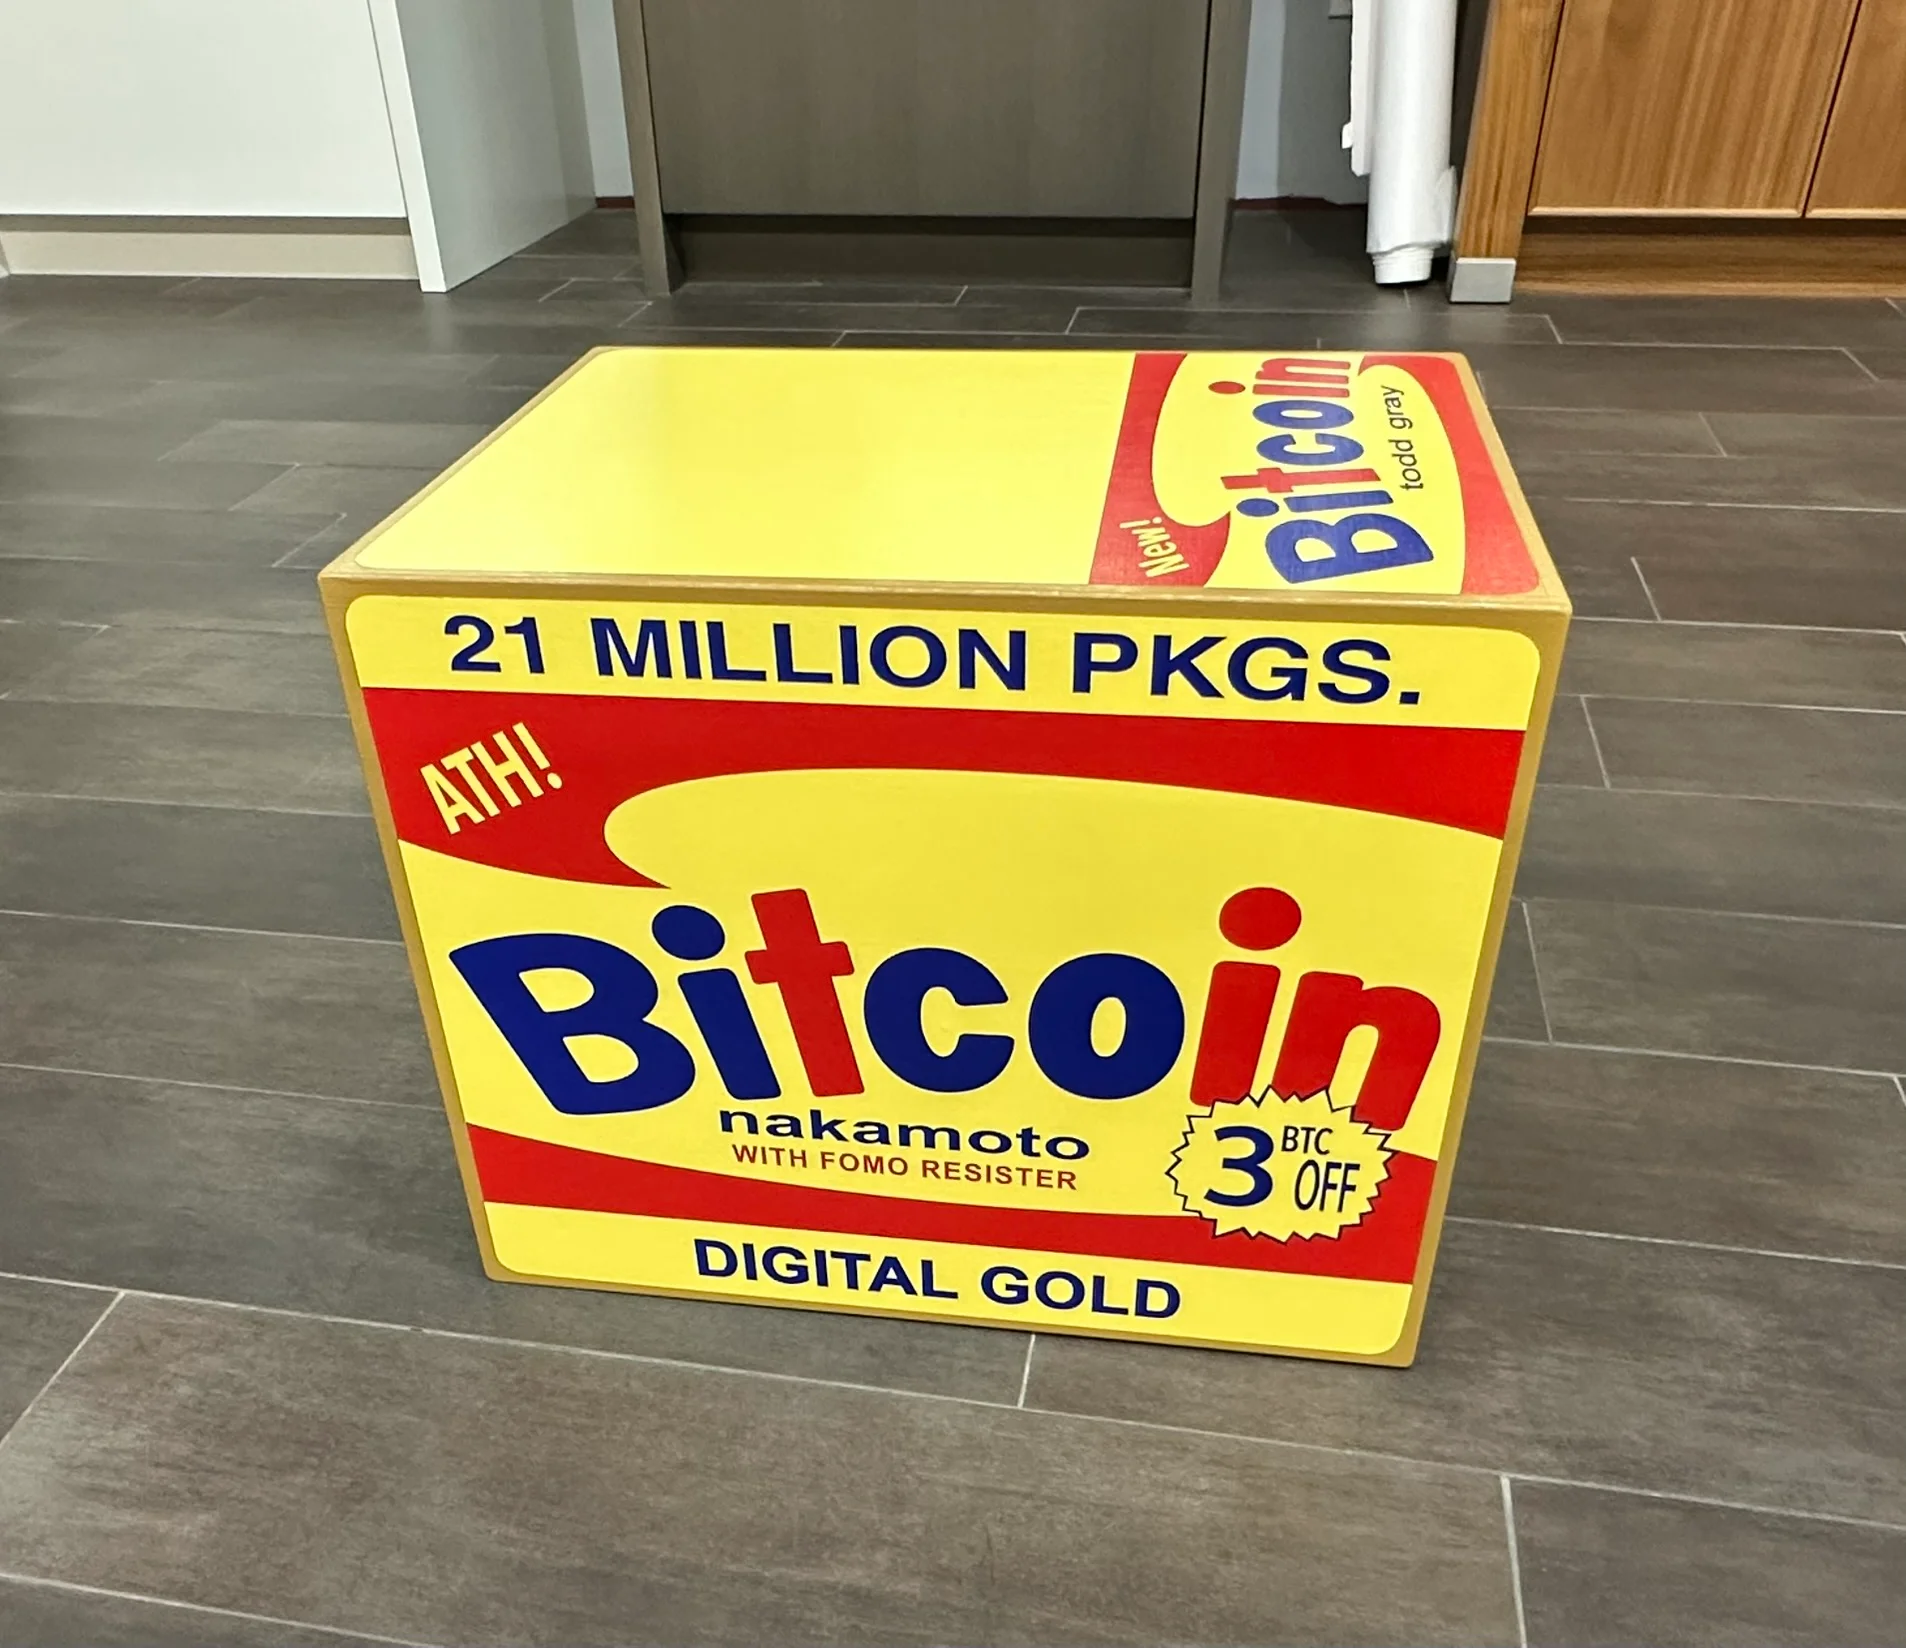 New!
Bitcoin
todd gray
21 MILLION PKGS.
ATH!
Bitcoin
nakamoto
WITH FOMO RESISTER
3 BTC OFF
DIGITAL GOLD